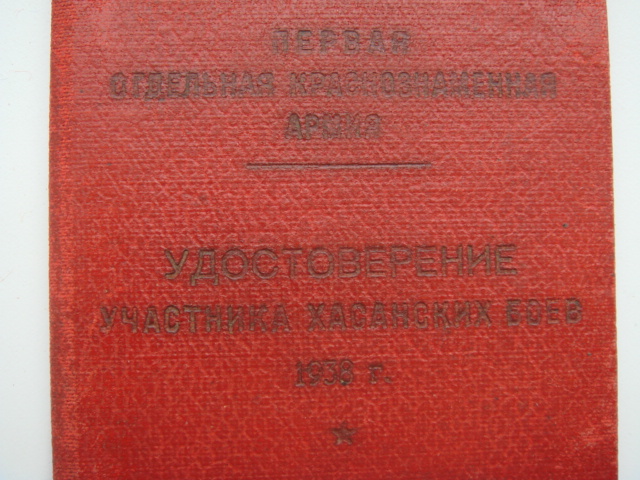 ПЕРВАЯ
ОТДЕЛЬНАЯ КРАСНОЗНАМЕННАЯ
АРМИЯ
УДОСТОВЕРЕНИЕ
УЧАСТНИКА ХАСАНСКИХ БОЕВ
1938 г.